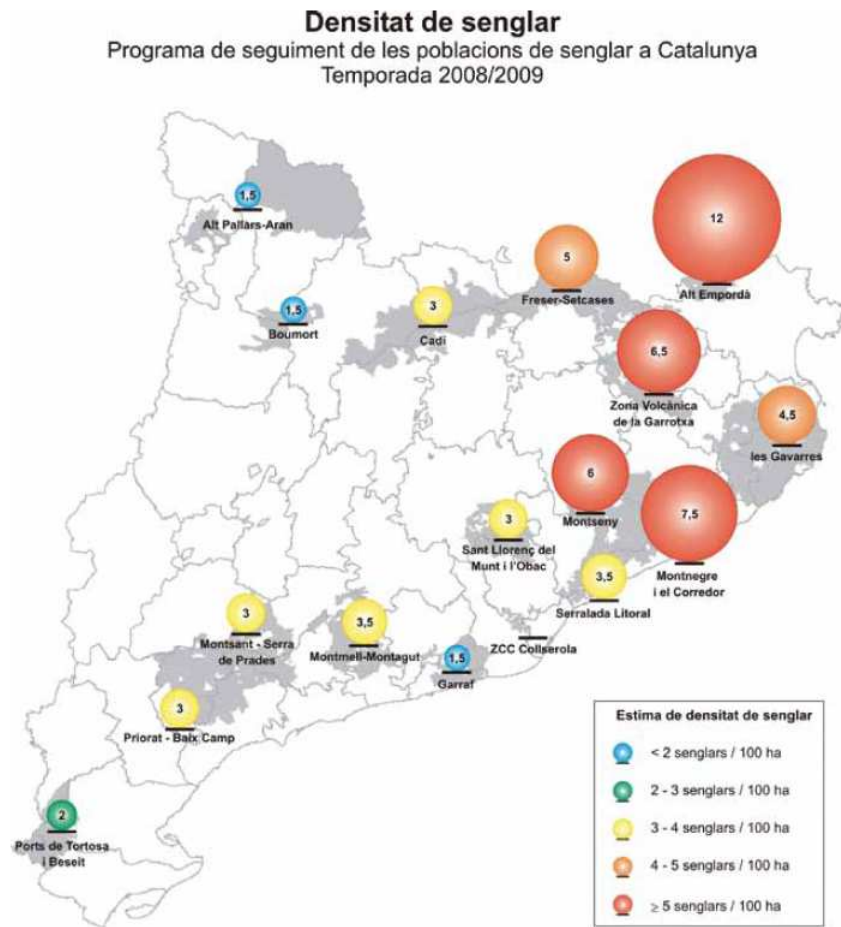 Densitat de senglar
Programa de seguiment de les poblacions de senglar a Catalunya
Temporada 2008/2009
1,5
Alt Pallars-Aran
12
Alt Empordà
5
Freser-Setcases
1,5
Boumort
3
Cadí
6,5
Zona Volcànica
de la Garrotxa
4,5
les Gavarres
6
Montseny
7,5
Montnegre
i el Corredor
3
Sant Llorenç del
Munt i l'Obac
3,5
Serralada Litoral
3
Montsant - Serra
de Prades
3,5
Montmell-Montagut
1,5
Garraf
ZCC Collserola
3
Priorat - Baix Camp
2
Ports de Tortosa
i Beseit
Estima de densitat de senglar
< 2 senglars / 100 ha
2 - 3 senglars / 100 ha
3 - 4 senglars / 100 ha
4 - 5 senglars / 100 ha
≥ 5 senglars / 100 ha